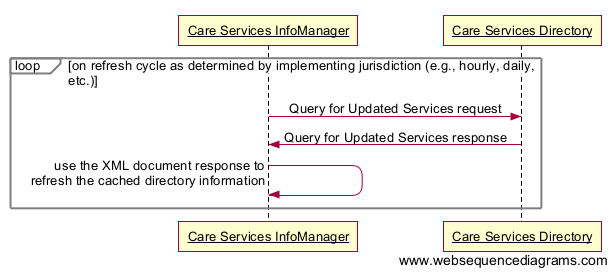 Care Services InfoManager
Care Services Directory
loop
[on refresh cycle as determined by implementing jurisdiction (e.g., hourly, daily,
etc.)]
Query for Updated Services request
Query for Updated Services response
use the XML document response to
refresh the cached directory information
Care Services InfoManager
Care Services Directory
www.websequencediagrams.com